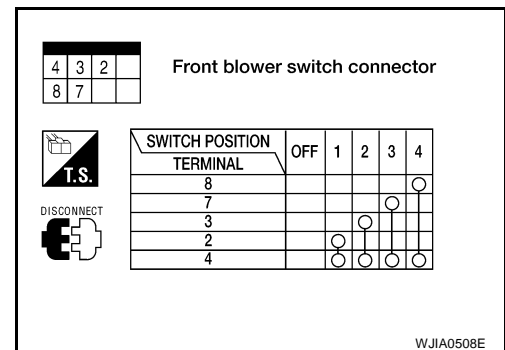 Front blower switch connector
4 3 2
8 7
T.S.
DISCONNECT
SWITCH POSITION OFF 1 2 3 4
TERMINAL
8
7
3
2
4
WJIA0508E